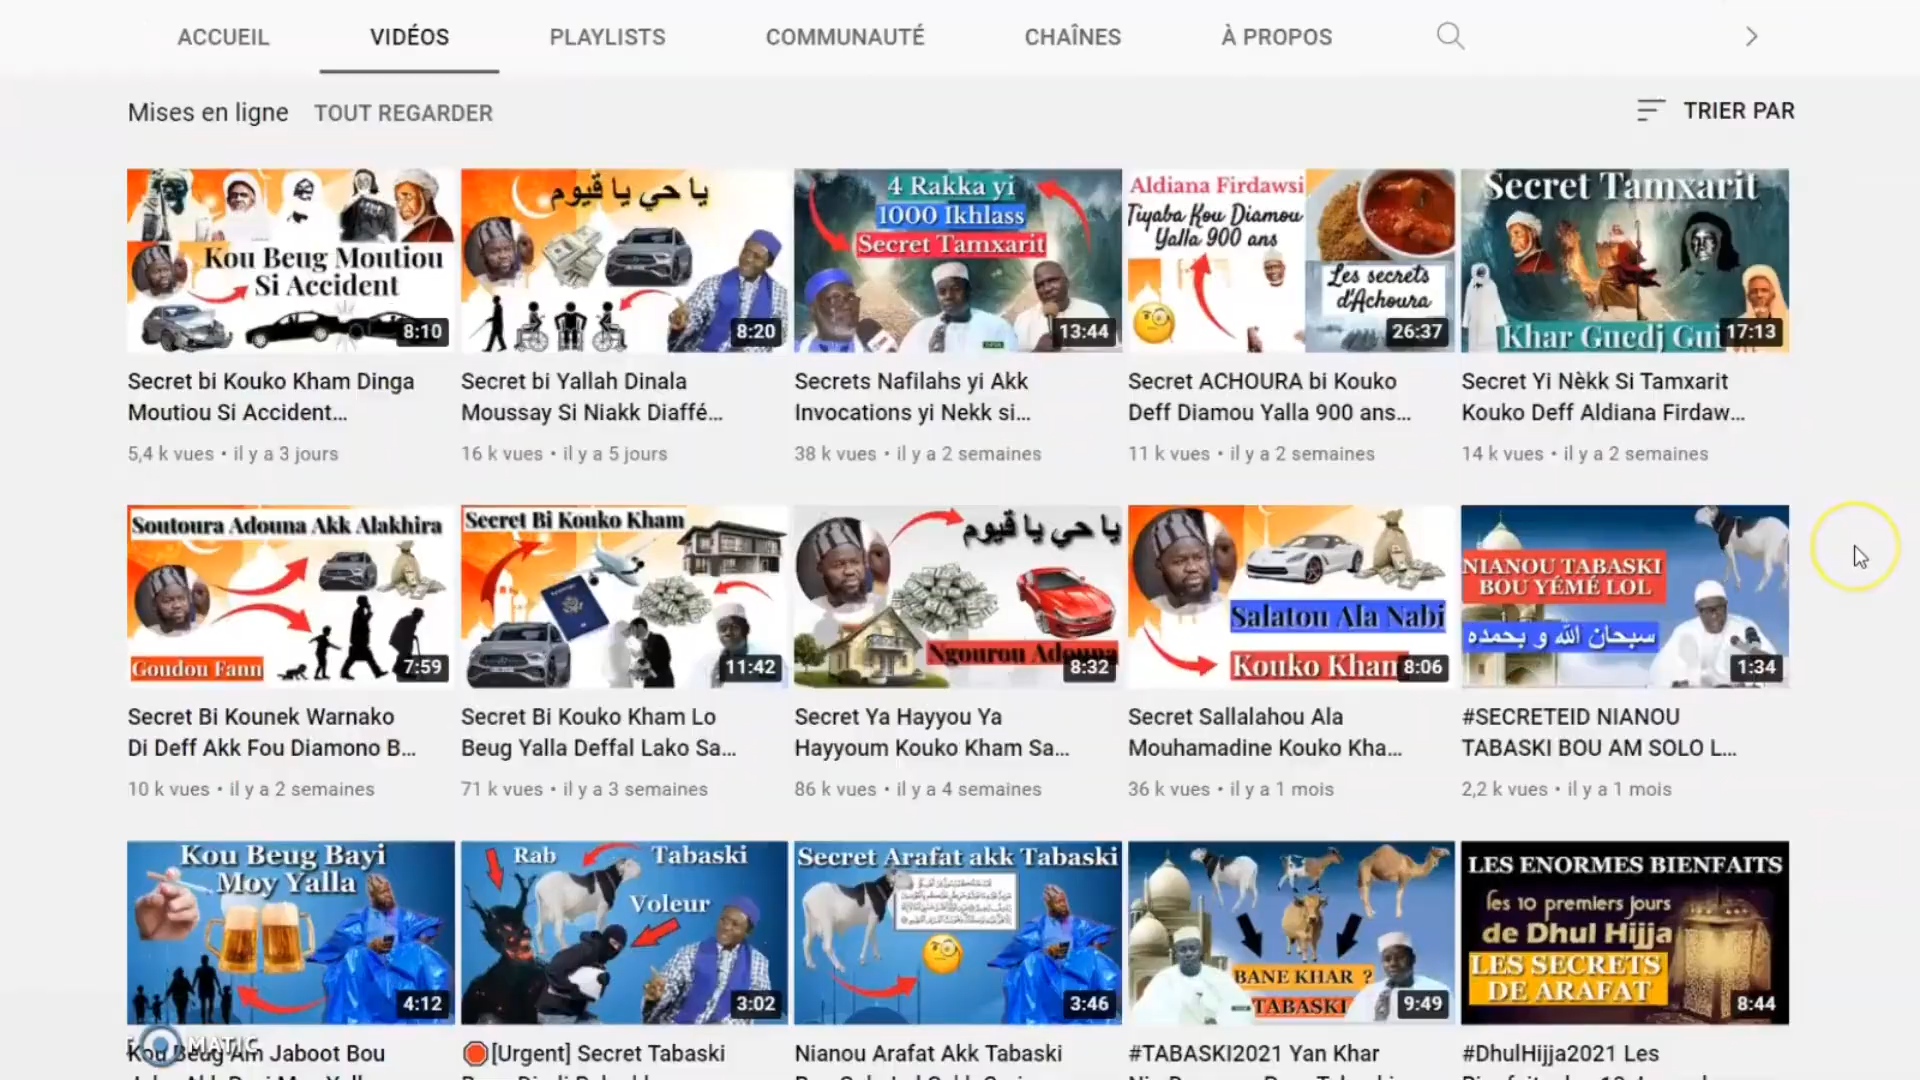 ACCUEIL VIDÉOS PLAYLISTS COMMUNAUTÉ CHAÎNES À PROPOS
Mises en ligne TOUT REGARDER TRIER PAR
Kou Beug Moutiou
Si Accident
8:10
يا حي يا قيوم
8:20
4 Rakka yi
1000 Ikhlass
Secret Tamxarit
13:44
Aldiana Firdawsi
Tiyaba Kou Diamou
Yalla 900 ans
Les secrets
d'Achoura
26:37
Secret Tamxarit
Khar Guedj Gui
17:13
Secret bi Kouko Kham Dinga
Moutiou Si Accident...
5,4 k vues • il y a 3 jours
Secret bi Yallah Dinala
Moussay Si Niakk Diaffé...
16 k vues • il y a 5 jours
Secrets Nafilahs yi Akk
Invocations yi Nekk si...
38 k vues • il y a 2 semaines
Secret ACHOURA bi Kouko
Deff Diamou Yalla 900 ans...
11 k vues • il y a 2 semaines
Secret Yi Nèkk Si Tamxarit
Kouko Deff Aldiana Firdaw...
14 k vues • il y a 2 semaines
Soutoura Adouna Akk Alakhira
Goudou Fann
7:59
Secret Bi Kouko Kham
11:42
يا حي يا قيوم
Ngourou Adouna
8:32
Salatou Ala Nabi
Kouko Khan
8:06
NIANOU TABASKI
BOU YÉMÉ LOL
سبحان الله و بحمده
1:34
Secret Bi Kounek Warnako
Di Deff Akk Fou Diamono B...
10 k vues • il y a 2 semaines
Secret Bi Kouko Kham Lo
Beug Yalla Deffal Lako Sa...
71 k vues • il y a 3 semaines
Secret Ya Hayyou Ya
Hayyoum Kouko Kham Sa...
86 k vues • il y a 4 semaines
Secret Sallalahou Ala
Mouhamadine Kouko Kha...
36 k vues • il y a 1 mois
#SECRETEID NIANOU
TABASKI BOU AM SOLO L...
2,2 k vues • il y a 1 mois
Kou Beug Bayi
Moy Yalla
4:12
Rab Tabaski
Voleur
3:02
Secret Arafat akk Tabaski
3:46
BANE KHAR ?
TABASKI
9:49
LES ENORMES BIENFAITS
les 10 premiers jours
de Dhul Hijja
LES SECRETS
DE ARAFAT
8:44
MATIC
Kou Beug Am Jaboot Bou
[Urgent] Secret Tabaski
Nianou Arafat Akk Tabaski
#TABASKI2021 Yan Khar
#DhulHijja2021 Les